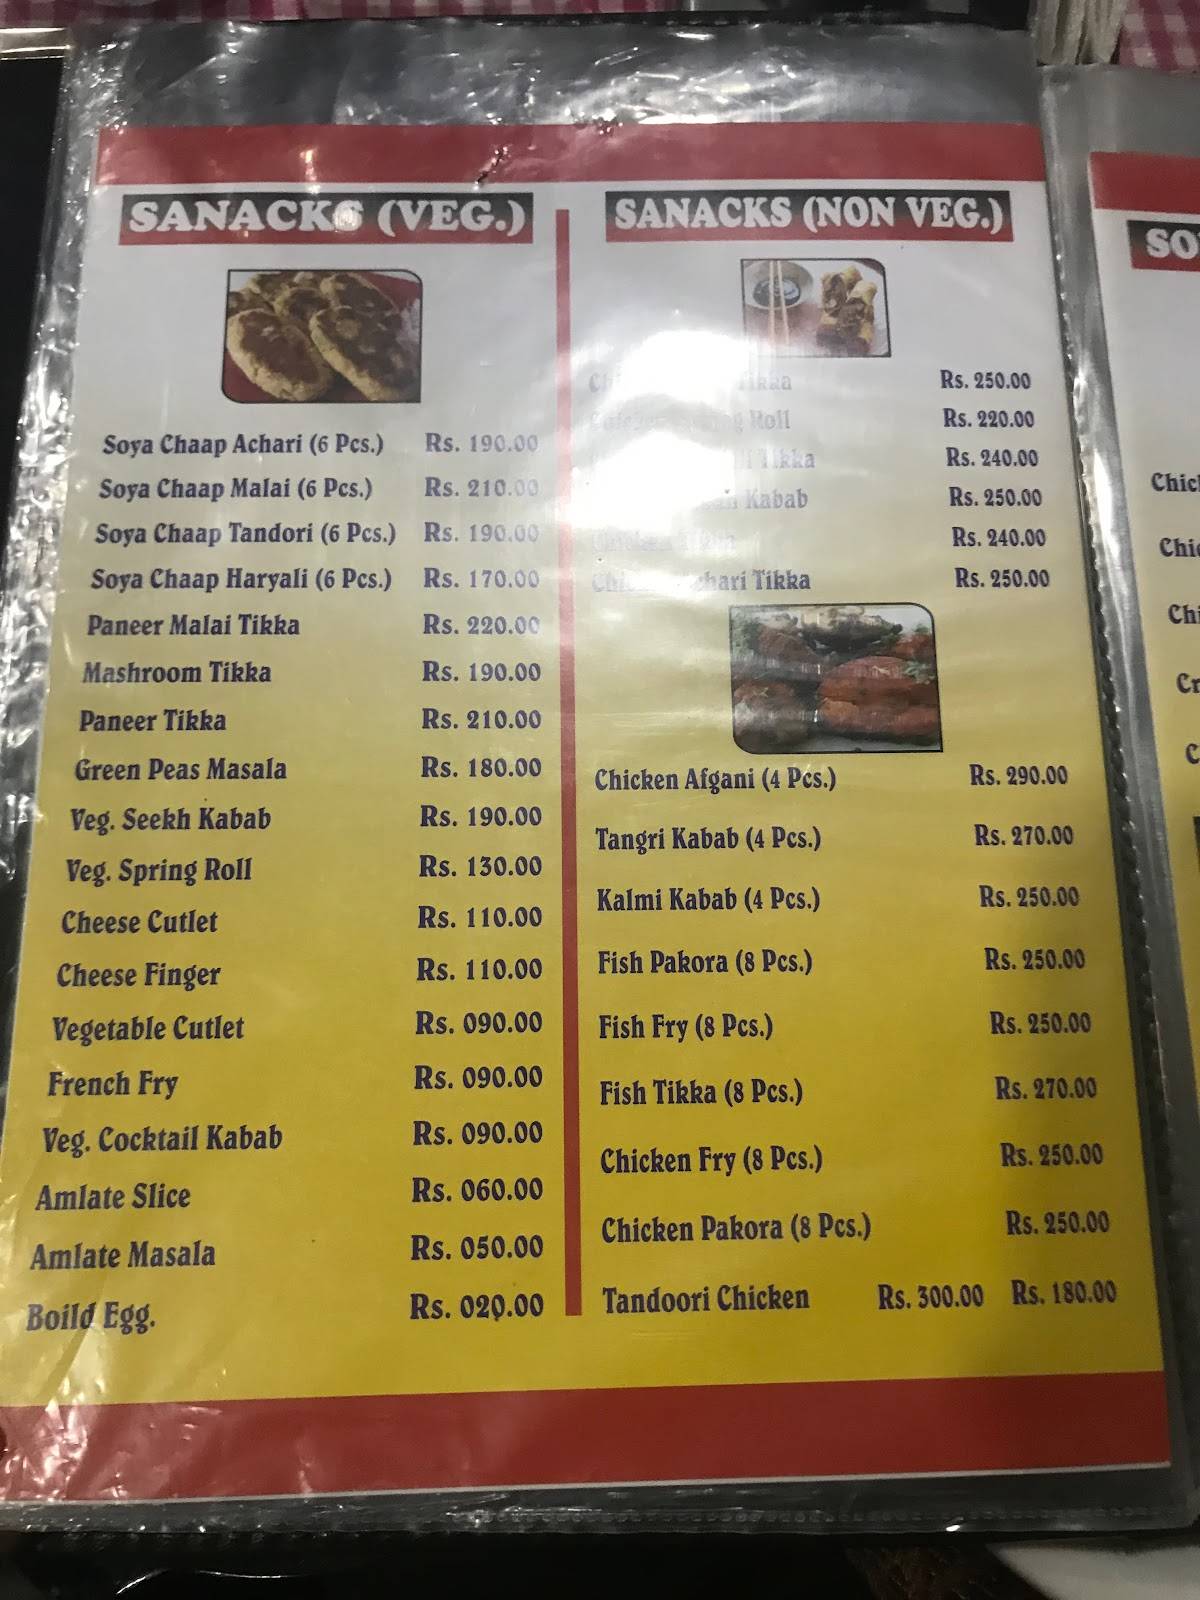 SANACKS (VEG.)
Soya Chaap Achari (6 Pcs.) Rs. 190.00
Soya Chaap Malai (6 Pcs.) Rs. 210.00
Soya Chaap Tandori (6 Pcs.) Rs. 190.00
Soya Chaap Haryali (6 Pcs.) Rs. 170.00
Paneer Malai Tikka Rs. 220.00
Mashroom Tikka Rs. 190.00
Paneer Tikka Rs. 210.00
Green Peas Masala Rs. 180.00
Veg. Seekh Kabab Rs. 190.00
Veg. Spring Roll Rs. 130.00
Cheese Cutlet Rs. 110.00
Cheese Finger Rs. 110.00
Vegetable Cutlet Rs. 090.00
French Fry Rs. 090.00
Veg. Cocktail Kabab Rs. 090.00
Amlate Slice Rs. 060.00
Amlate Masala Rs. 050.00
Boild Egg. Rs. 020.00
SANACKS (NON VEG.)
Tikka Rs. 250.00
Roll Rs. 220.00
Tikka Rs. 240.00
Kabab Rs. 250.00
Chicken Rs. 240.00
Tikka Rs. 250.00
Chicken Afgani (4 Pcs.) Rs. 290.00
Tangri Kabab (4 Pcs.) Rs. 270.00
Kalmi Kabab (4 Pcs.) Rs. 250.00
Fish Pakora (8 Pcs.) Rs. 250.00
Fish Fry (8 Pcs.) Rs. 250.00
Fish Tikka (8 Pcs.) Rs. 270.00
Chicken Fry (8 Pcs.) Rs. 250.00
Chicken Pakora (8 Pcs.) Rs. 250.00
Tandoori Chicken Rs. 300.00 Rs. 180.00